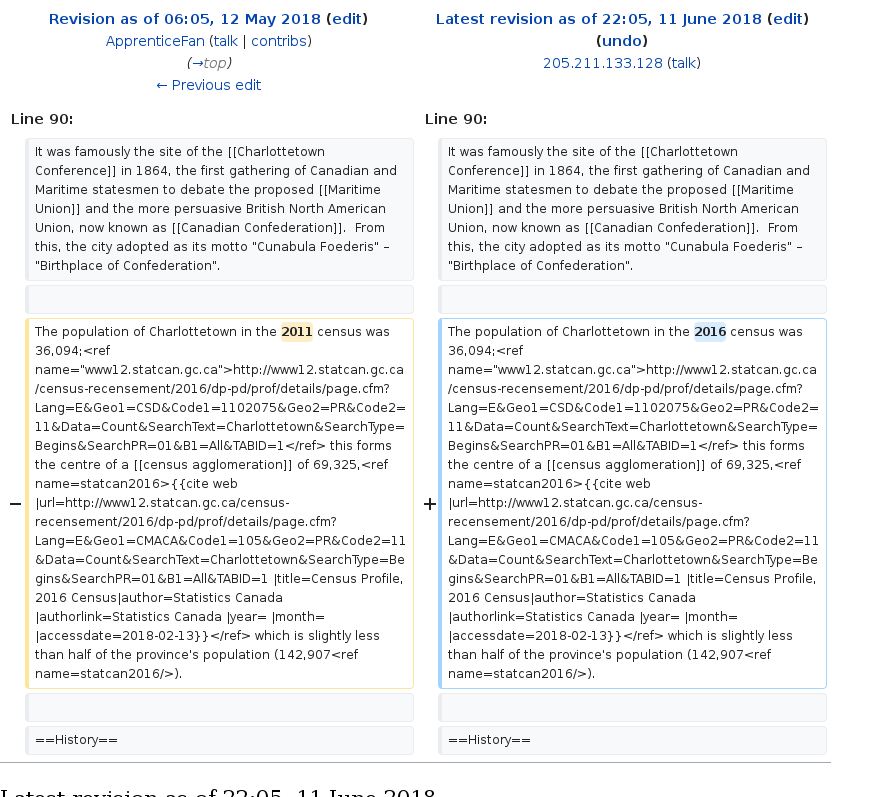 Revision as of 06:05, 12 May 2018 (edit)
ApprenticeFan (talk | contribs)
(→top)
← Previous edit
Latest revision as of 22:05, 11 June 2018 (edit)
(undo)
205.211.133.128 (talk)
Line 90:
Line 90:
It was famously the site of the [[Charlottetown
Conference]] in 1864, the first gathering of Canadian and
Maritime statesmen to debate the proposed [[Maritime
Union]] and the more persuasive British North American
Union, now known as [[Canadian Confederation]].  From
this, the city adopted as its motto "Cunabula Foederis" –
"Birthplace of Confederation".
It was famously the site of the [[Charlottetown
Conference]] in 1864, the first gathering of Canadian and
Maritime statesmen to debate the proposed [[Maritime
Union]] and the more persuasive British North American
Union, now known as [[Canadian Confederation]].  From
this, the city adopted as its motto "Cunabula Foederis" –
"Birthplace of Confederation".
−
The population of Charlottetown in the 2011 census was
36,094;<ref
name="www12.statcan.gc.ca">http://www12.statcan.gc.ca
/census-recensement/2016/dp-pd/prof/details/page.cfm?
Lang=E&Geo1=CSD&Code1=1102075&Geo2=PR&Code2=
11&Data=Count&SearchText=Charlottetown&SearchType=
Begins&SearchPR=01&B1=All&TABID=1</ref> this forms
the centre of a [[census agglomeration]] of 69,325,<ref
name=statcan2016>{{cite web
|url=http://www12.statcan.gc.ca/census-
recensement/2016/dp-pd/prof/details/page.cfm?
Lang=E&Geo1=CMACA&Code1=105&Geo2=PR&Code2=11
&Data=Count&SearchText=Charlottetown&SearchType=Be
gins&SearchPR=01&B1=All&TABID=1 |title=Census Profile,
2016 Census|author=Statistics Canada
|authorlink=Statistics Canada |year= |month=
|accessdate=2018-02-13}}</ref> which is slightly less
than half of the province's population (142,907<ref
name=statcan2016/>).
+
The population of Charlottetown in the 2016 census was
36,094;<ref
name="www12.statcan.gc.ca">http://www12.statcan.gc.ca
/census-recensement/2016/dp-pd/prof/details/page.cfm?
Lang=E&Geo1=CSD&Code1=1102075&Geo2=PR&Code2=
11&Data=Count&SearchText=Charlottetown&SearchType=
Begins&SearchPR=01&B1=All&TABID=1</ref> this forms
the centre of a [[census agglomeration]] of 69,325,<ref
name=statcan2016>{{cite web
|url=http://www12.statcan.gc.ca/census-
recensement/2016/dp-pd/prof/details/page.cfm?
Lang=E&Geo1=CMACA&Code1=105&Geo2=PR&Code2=11
&Data=Count&SearchText=Charlottetown&SearchType=Be
gins&SearchPR=01&B1=All&TABID=1 |title=Census Profile,
2016 Census|author=Statistics Canada
|authorlink=Statistics Canada |year= |month=
|accessdate=2018-02-13}}</ref> which is slightly less
than half of the province's population (142,907<ref
name=statcan2016/>).
==History==
==History==
Latest revision as of 22:05, 11 June 2018